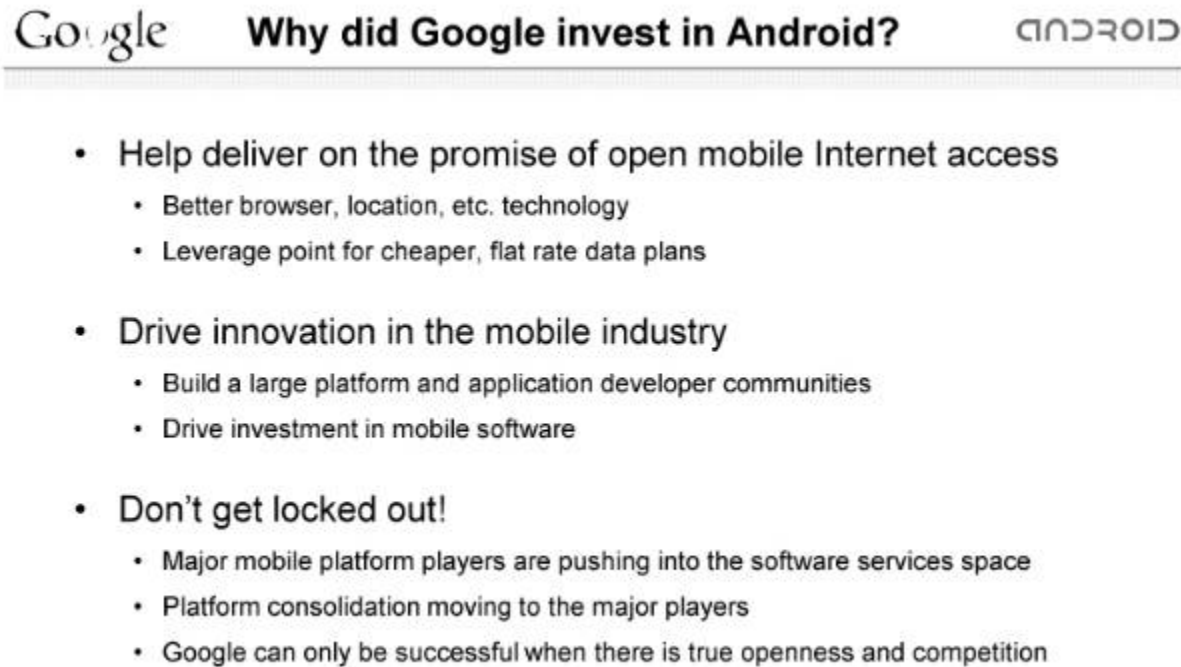 Google Why did Google invest in Android? ANDROID
• Help deliver on the promise of open mobile Internet access
• Better browser, location, etc. technology
• Leverage point for cheaper, flat rate data plans
• Drive innovation in the mobile industry
• Build a large platform and application developer communities
• Drive investment in mobile software
• Don't get locked out!
• Major mobile platform players are pushing into the software services space
• Platform consolidation moving to the major players
• Google can only be successful when there is true openness and competition